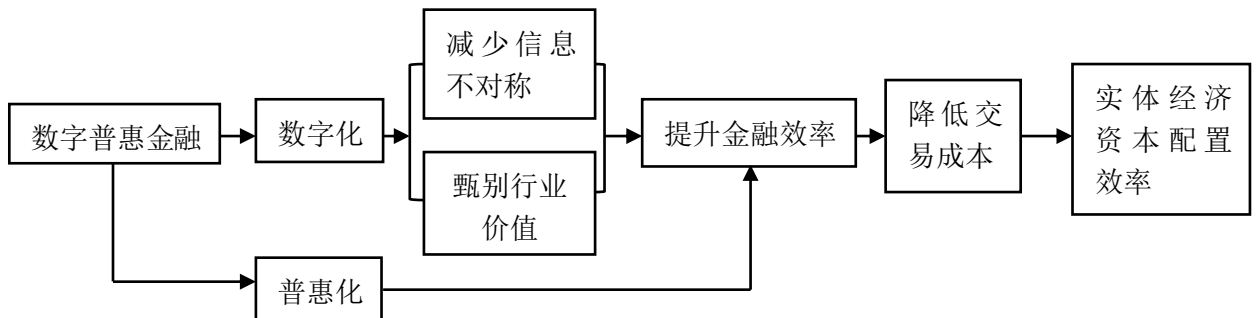 减少信息
不对称
数字普惠金融
数字化
甄别行业
价值
普惠化
提升金融效率
降低交
易成本
实体经济
资本配置
效率